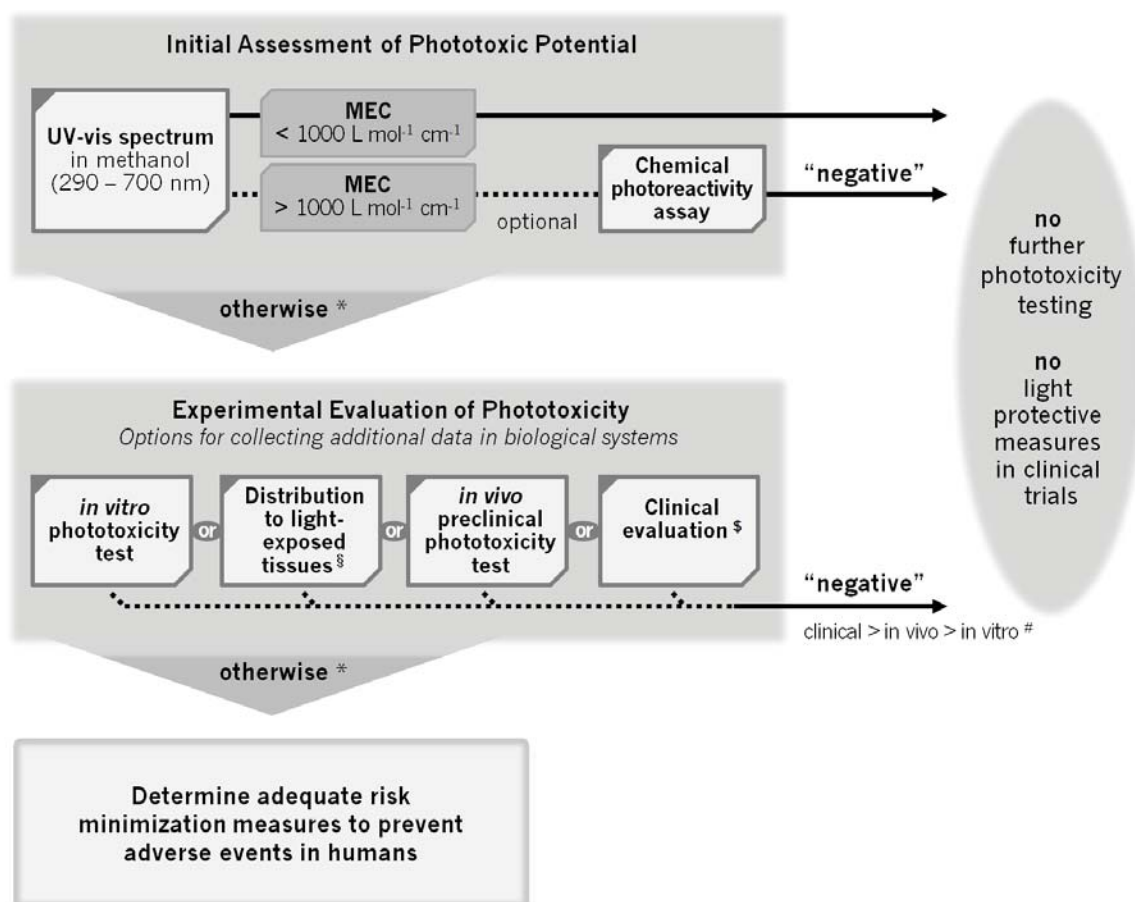 Initial Assessment of Phototoxic Potential
UV-vis spectrum
in methanol
(290 – 700 nm)
MEC
< 1000 L mol⁻¹ cm⁻¹
MEC
> 1000 L mol⁻¹ cm⁻¹
optional
Chemical
photoreactivity
assay
“negative”
otherwise *
no
further
phototoxicity
testing
no
light
protective
measures
in clinical
trials
Experimental Evaluation of Phototoxicity
Options for collecting additional data in biological systems
in vitro
phototoxicity
test
or
Distribution
to light-
exposed
tissues §
or
in vivo
preclinical
phototoxicity
test
or
Clinical
evaluation $
“negative”
clinical > in vivo > in vitro #
otherwise *
Determine adequate risk
minimization measures to prevent
adverse events in humans